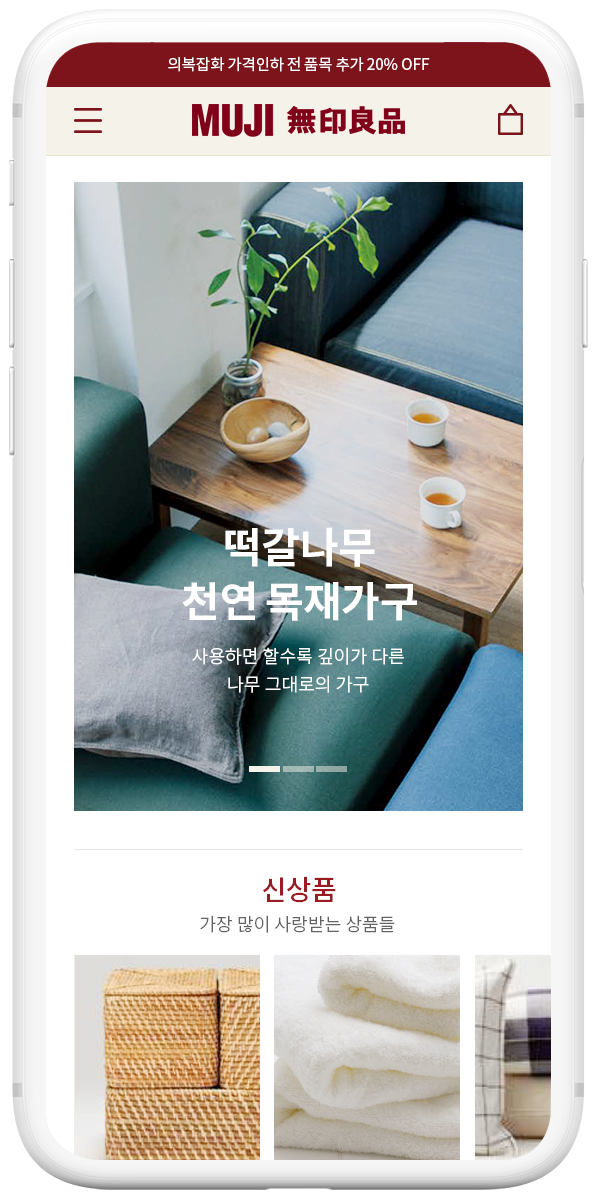 의복잡화 가격인하 전 품목 추가 20% OFF
MUJI 無印良品
떡갈나무
천연 목재가구
사용하면 할수록 깊이가 다른
나무 그대로의 가구
신상품
가장 많이 사랑받는 상품들